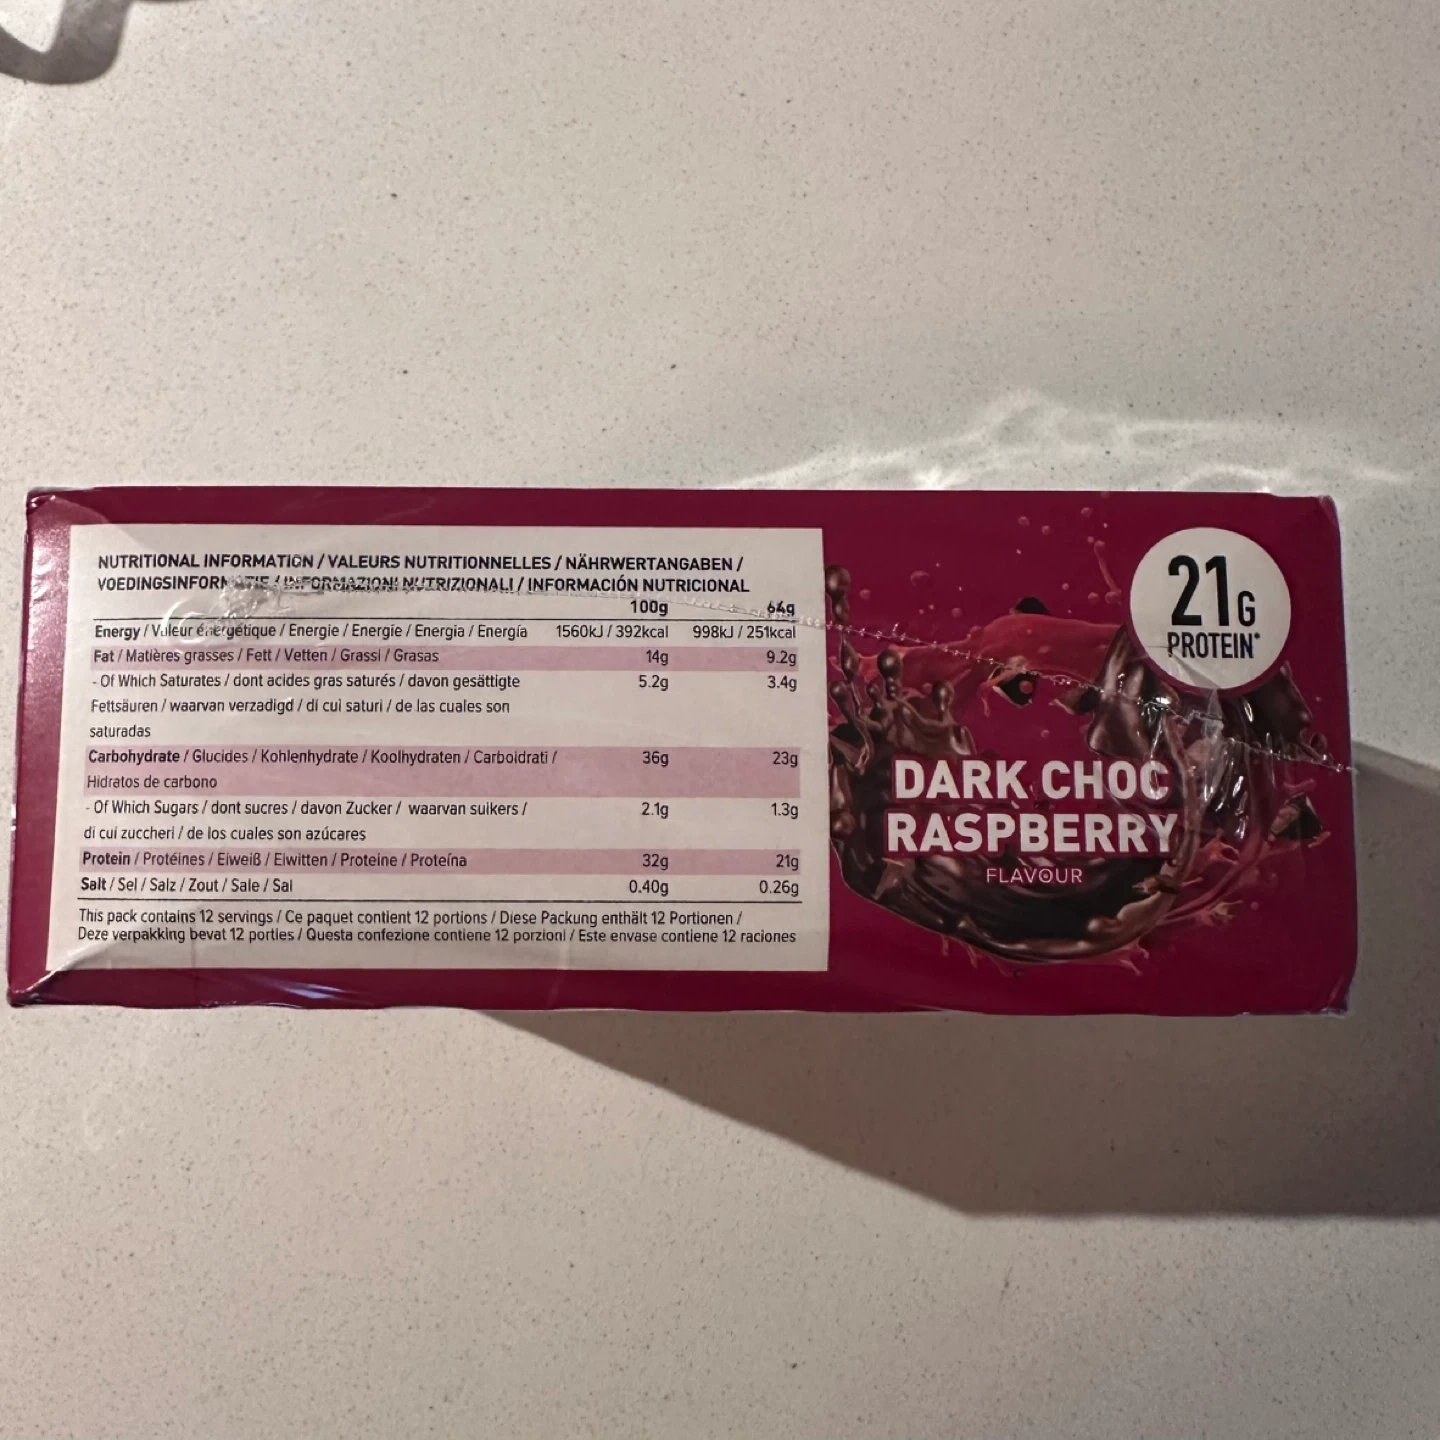 NUTRITIONAL INFORMATION / VALEURS NUTRITIONNELLES / NÄHRWERTANGABEN /
VOEDINGSINFORMATIE / INFORMAZIONI NUTRIZIONALI / INFORMACIÓN NUTRICIONAL
100g 64g
Energy / Valeur énergétique / Energie / Energie / Energia / Energía 1560kJ / 392kcal 998kJ / 251kcal
Fat / Matières grasses / Fett / Vetten / Grassi / Grasas 14g 9.2g
- Of Which Saturates / dont acides gras saturés / davon gesättigte 5.2g 3.4g
Fettsäuren / waarvan verzadigd / di cui saturi / de las cuales son
saturadas
Carbohydrate / Glucides / Kohlenhydrate / Koolhydraten / Carboidrati / 36g 23g
Hidratos de carbono
- Of Which Sugars / dont sucres / davon Zucker / waarvan suikers / 2.1g 1.3g
di cui zuccheri / de los cuales son azúcares
Protein / Protéines / Eiweiß / Eiwitten / Proteine / Proteína 32g 21g
Salt / Sel / Salz / Zout / Sale / Sal 0.40g 0.26g
This pack contains 12 servings / Ce paquet contient 12 portions / Diese Packung enthält 12 Portionen /
Deze verpakking bevat 12 porties / Questa confezione contiene 12 porzioni / Este envase contiene 12 raciones
21G
PROTEIN*
DARK CHOC
RASPBERRY
FLAVOUR